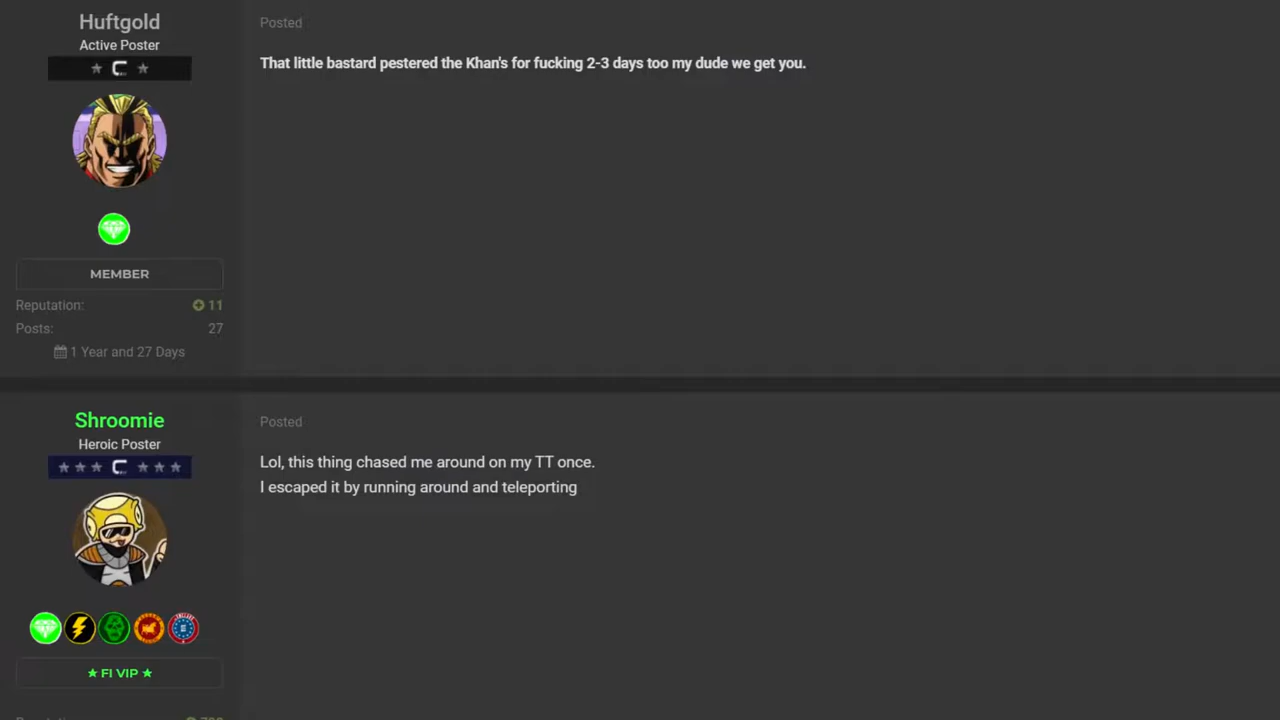 Huftgold
Active Poster
MEMBER
Reputation: 11
Posts: 27
1 Year and 27 Days
Posted
That little bastard pestered the Khan's for fucking 2-3 days too my dude we get you.
Shroomie
Heroic Poster
FI VIP
Posted
Lol, this thing chased me around on my TT once.
I escaped it by running around and teleporting